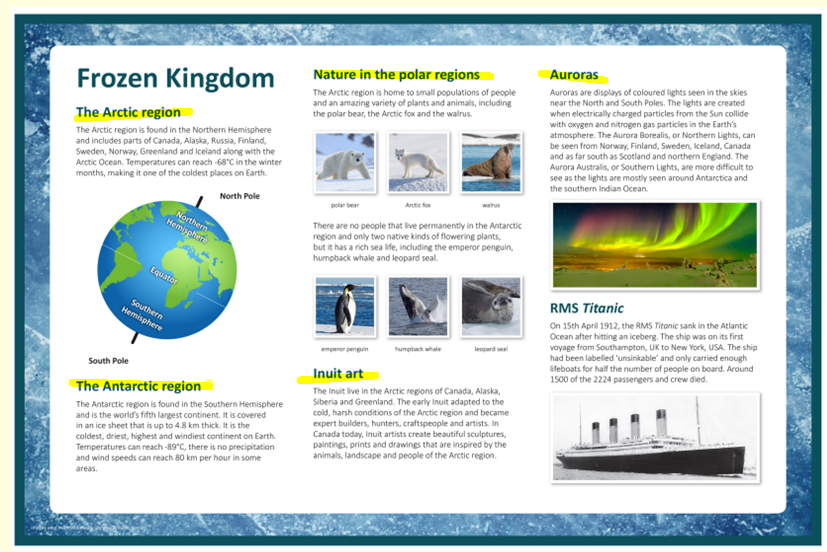 Frozen Kingdom
The Arctic region
The Arctic region is found in the Northern Hemisphere
and includes parts of Canada, Alaska, Russia, Finland,
Sweden, Norway, Greenland and Iceland along with the
Arctic Ocean. Temperatures can reach -68°C in the winter
months, making it one of the coldest places on Earth.
North Pole
Northern
Hemisphere
Equator
Southern
Hemisphere
South Pole
The Antarctic region
The Antarctic region is found in the Southern Hemisphere
and is the world's fifth largest continent. It is covered
in an ice sheet that is up to 4.8 km thick. It is the
coldest, driest, highest and windiest continent on Earth.
Temperatures can reach -89°C, there is no precipitation
and wind speeds can reach 80 km per hour in some
areas.
Nature in the polar regions
The Arctic region is home to small populations of people
and an amazing variety of plants and animals, including
the polar bear, the Arctic fox and the walrus.
polar bear
Arctic fox
walrus
There are no people that live permanently in the Antarctic
region and only two native kinds of flowering plants,
but it has a rich sea life, including the emperor penguin,
humpback whale and leopard seal.
emperor penguin
humpback whale
leopard seal
Inuit art
The Inuit live in the Arctic regions of Canada, Alaska,
Siberia and Greenland. The early Inuit adapted to the
cold, harsh conditions of the Arctic region and became
expert builders, hunters, craftspeople and artists. In
Canada today, Inuit artists create beautiful sculptures,
paintings, prints and drawings that are inspired by the
animals, landscape and people of the Arctic region.
Auroras
Auroras are displays of coloured lights seen in the skies
near the North and South Poles. The lights are created
when electrically charged particles from the Sun collide
with oxygen and nitrogen gas particles in the Earth's
atmosphere. The Aurora Borealis, or Northern Lights, can
be seen from Norway, Finland, Sweden, Iceland, Canada
and as far south as Scotland and northern England. The
Aurora Australis, or Southern Lights, are more difficult to
see as the lights are mostly seen around Antarctica and
the southern Indian Ocean.
RMS Titanic
On 15th April 1912, the RMS Titanic sank in the Atlantic
Ocean after hitting an iceberg. The ship was on its first
voyage from Southampton, UK to New York, USA. The ship
had been labelled 'unsinkable' and only carried enough
lifeboats for half the number of people on board. Around
1500 of the 2224 passengers and crew died.